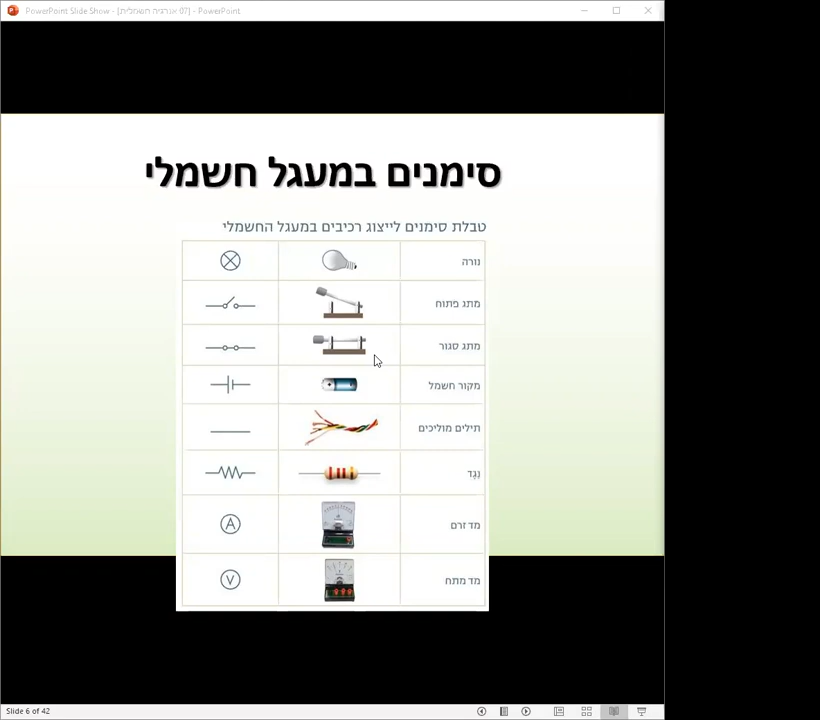 PowerPoint Slide Show - [07 אנרגיה חשמלית] - PowerPoint
סימנים במעגל חשמלי
טבלת סימנים לייצוג רכיבים במעגל החשמלי
נורה
מתג פתוח
מתג סגור
מקור חשמל
תילים מוליכים
נַגָּד
מד זרם
A
מד מתח
V
Slide 6 of 42